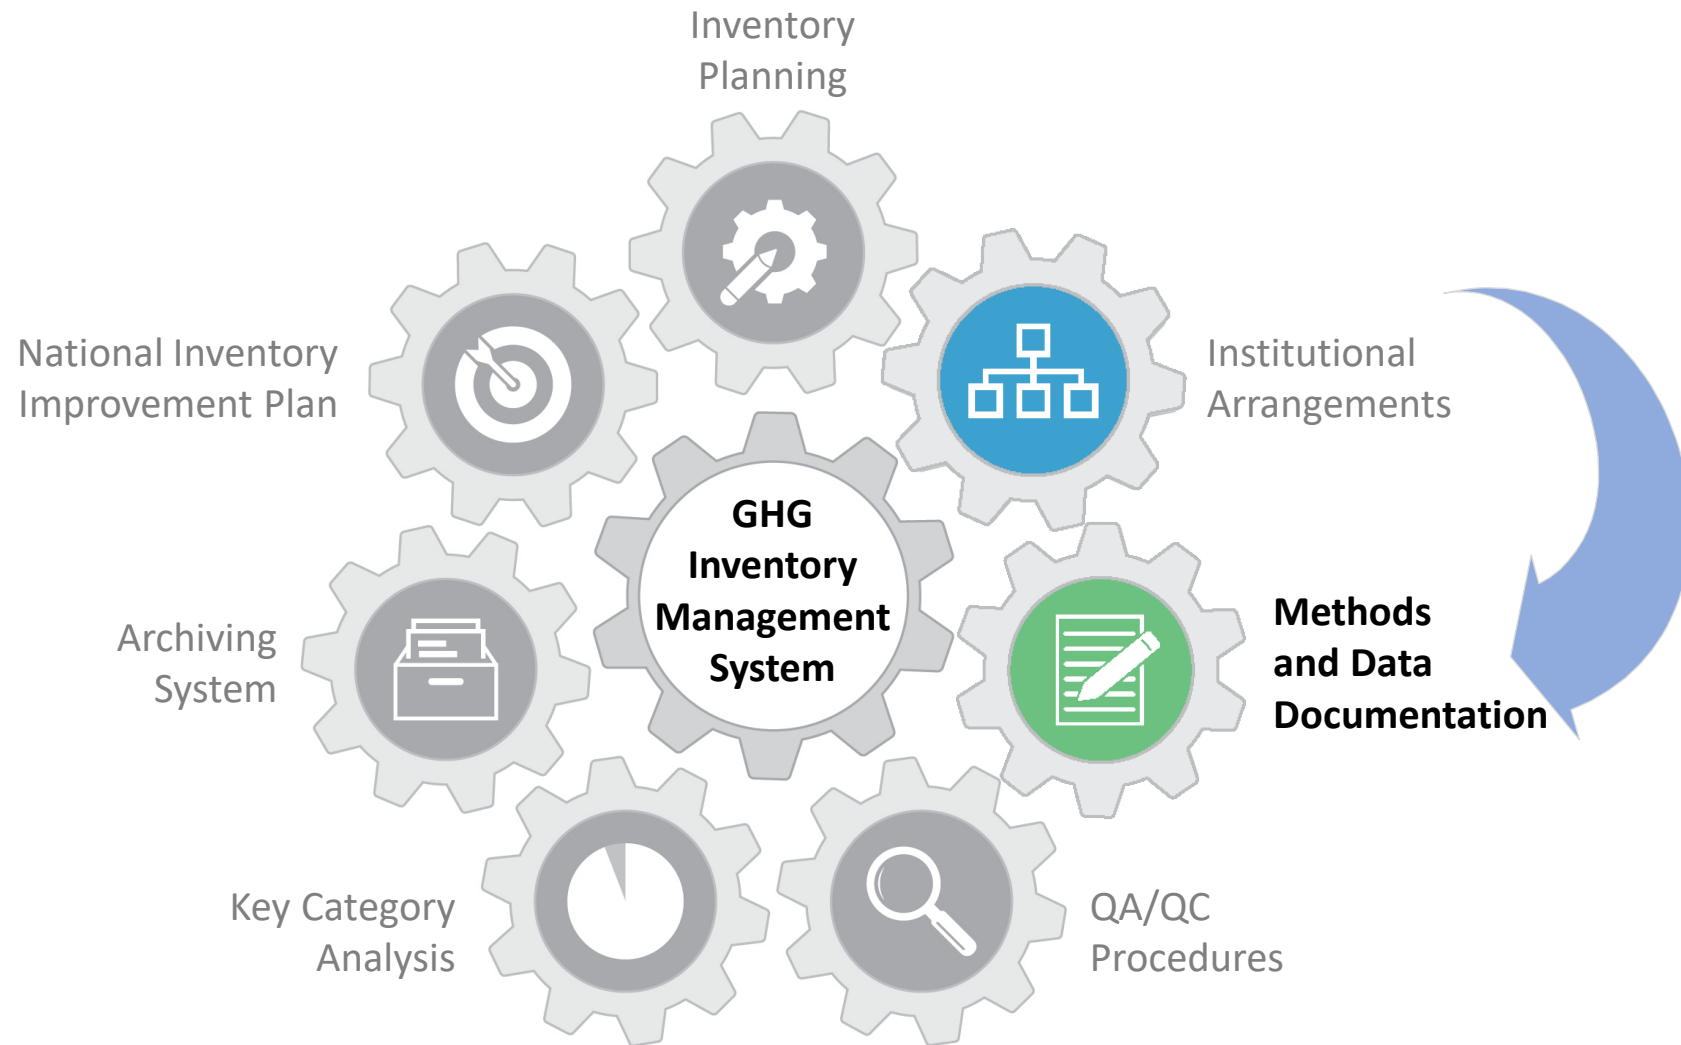 Inventory
Planning
National Inventory
Improvement Plan
Institutional
Arrangements
GHG
Inventory
Management
System
Methods
and Data
Documentation
Archiving
System
Key Category
Analysis
QA/QC
Procedures